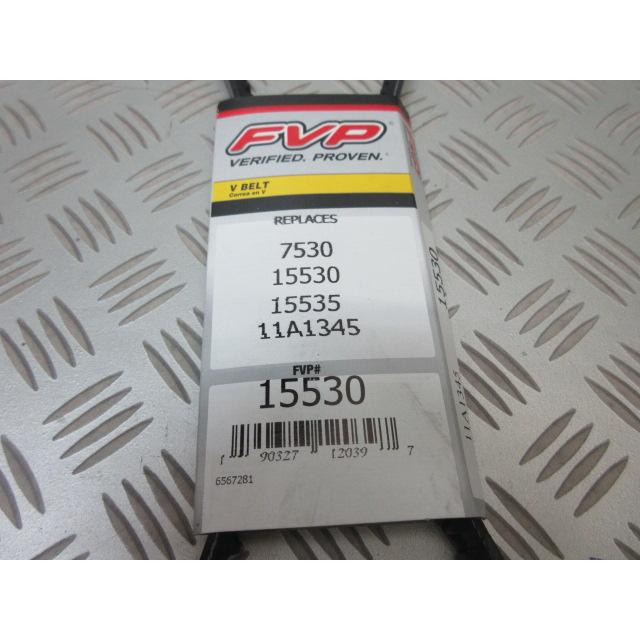 FVP
VERIFIED. PROVEN.
V BELT
Correa en V
REPLACES
7530
15530
15535
11A1345
FVP#
15530
90327 12039 7
6567281
15530
11A1345